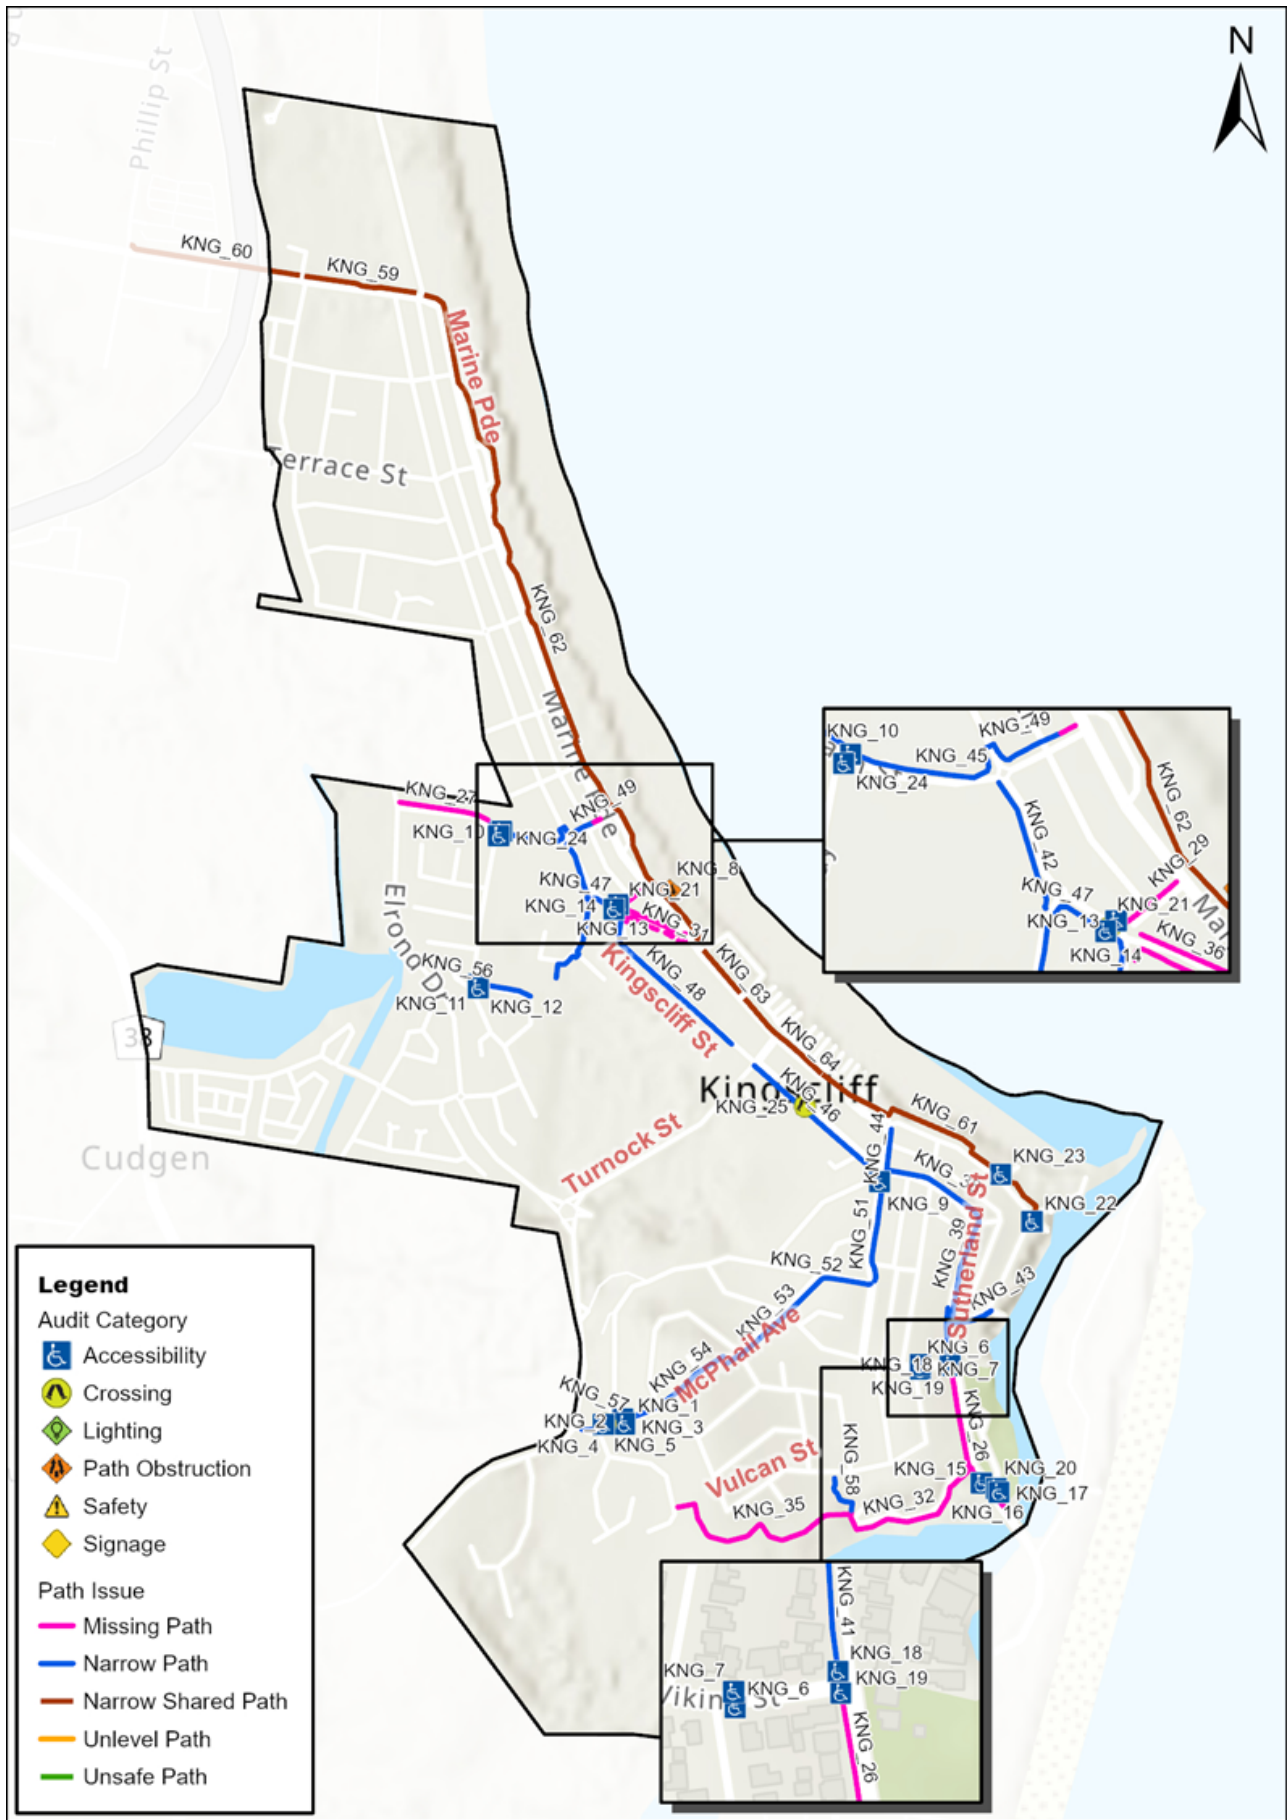 N
Phillip St
KNG_60
KNG_59
Marine Pde
Terrace St
KNG_62
Marine Pde
KNG_27
KNG_49
KNG_10
KNG_24
KNG_8
KNG_47
KNG_21
KNG_14
KNG_31
KNG_13
Elrond Dr
KNG_56
KNG_11
KNG_12
KNG_48
KNG_63
Kingscliff St
38
KNG_64
Kingscliff
KNG_46
KNG_25
KNG_44
KNG_61
Turnock St
Cudgen
KNG_23
KNG_9
KNG_22
KNG_51
KNG_39
Sutherland St
KNG_52
KNG_43
KNG_53
KNG_54
McPhail Ave
KNG_6
KNG_18
KNG_7
KNG_19
KNG_57
KNG_1
KNG_2
KNG_3
KNG_4
KNG_5
KNG_26
Vulcan St
KNG_58
KNG_15
KNG_20
KNG_17
KNG_16
KNG_35
KNG_32
KNG_10
KNG_49
KNG_45
KNG_24
KNG_62
KNG_42
KNG_29
KNG_47
KNG_21
KNG_13
KNG_14
KNG_36
Mar
KNG_41
KNG_18
KNG_7
KNG_19
KNG_6
Viking St
KNG_26
Legend
Audit Category
Accessibility
Crossing
Lighting
Path Obstruction
Safety
Signage
Path Issue
Missing Path
Narrow Path
Narrow Shared Path
Unlevel Path
Unsafe Path